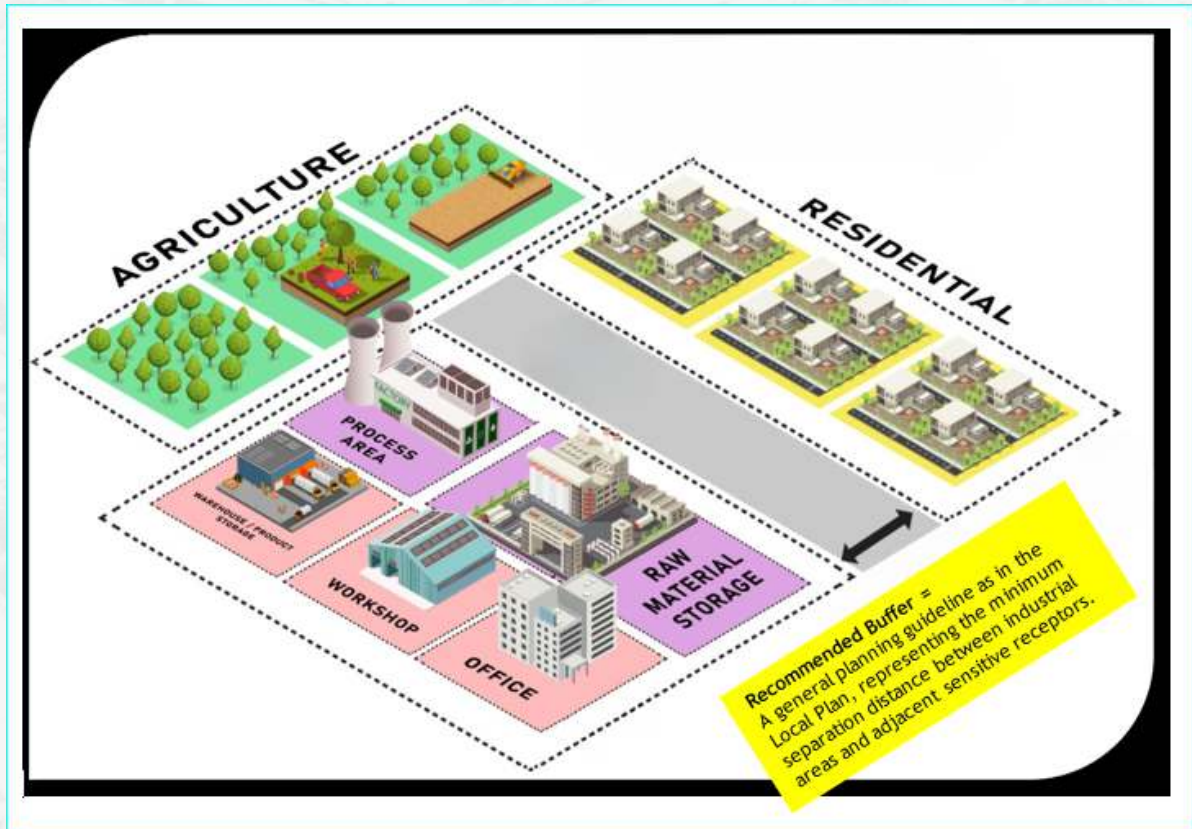 AGRICULTURE
RESIDENTIAL
FACTORY
PROCESS
AREA
WAREHOUSE / PRODUCT
STORAGE
WORKSHOP
RAW
MATERIAL
STORAGE
OFFICE
Recommended Buffer =
A general planning guideline as in the
Local Plan, representing the minimum
separation distance between industrial
areas and adjacent sensitive receptors.